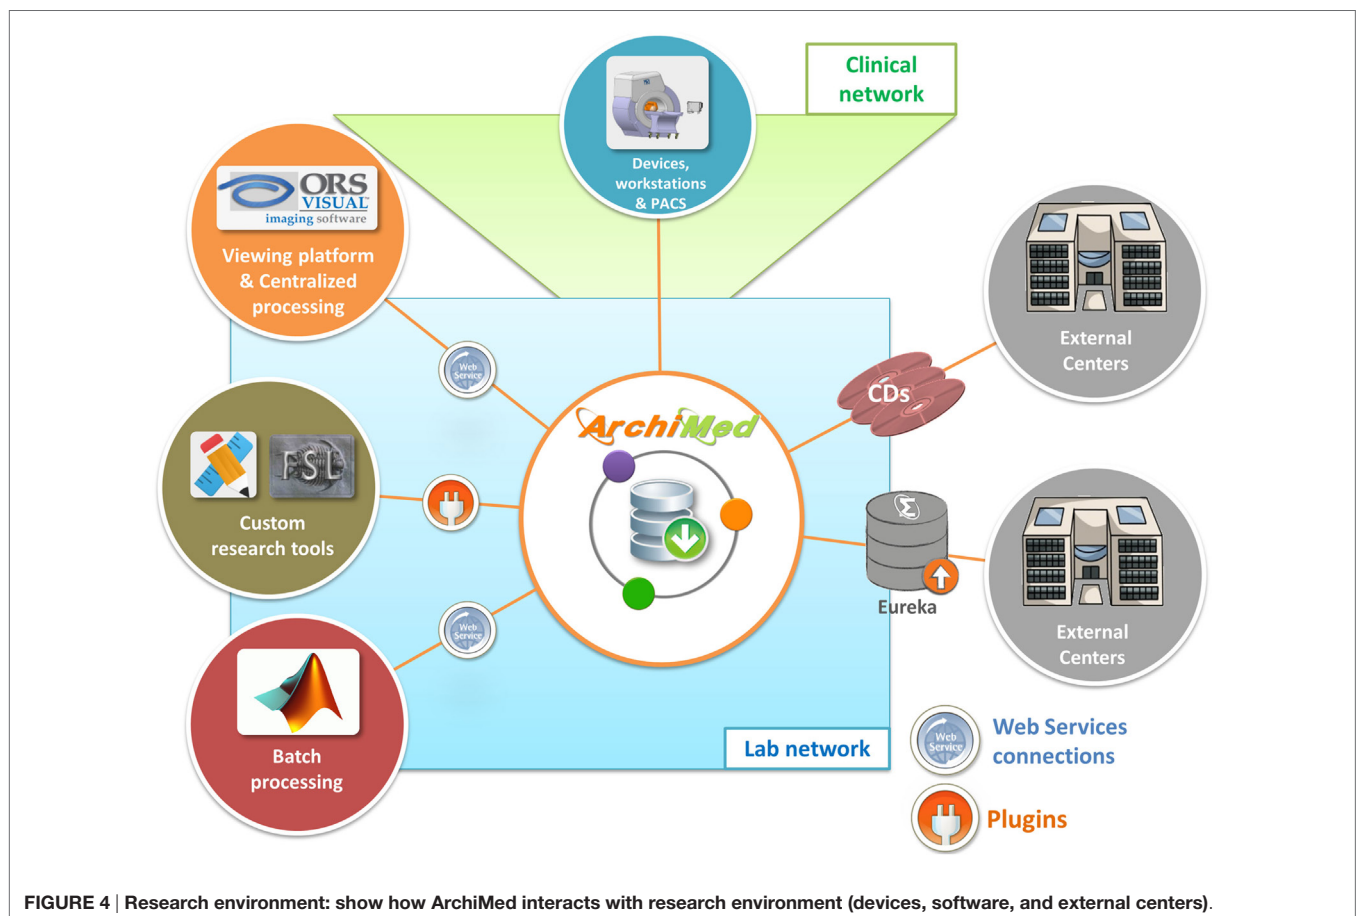 Clinical
network
Devices,
workstations
& PACS
ORS
VISUAL™
imaging software
Viewing platform
& Centralized
processing
External
Centers
Web
Service
CDs
ArchiMed
FSL
Custom
research tools
Σ
Eureka
Web
Service
External
Centers
Batch
processing
Lab network
Web
Service
Web Services
connections
Plugins
FIGURE 4 | Research environment: show how ArchiMed interacts with research environment (devices, software, and external centers).